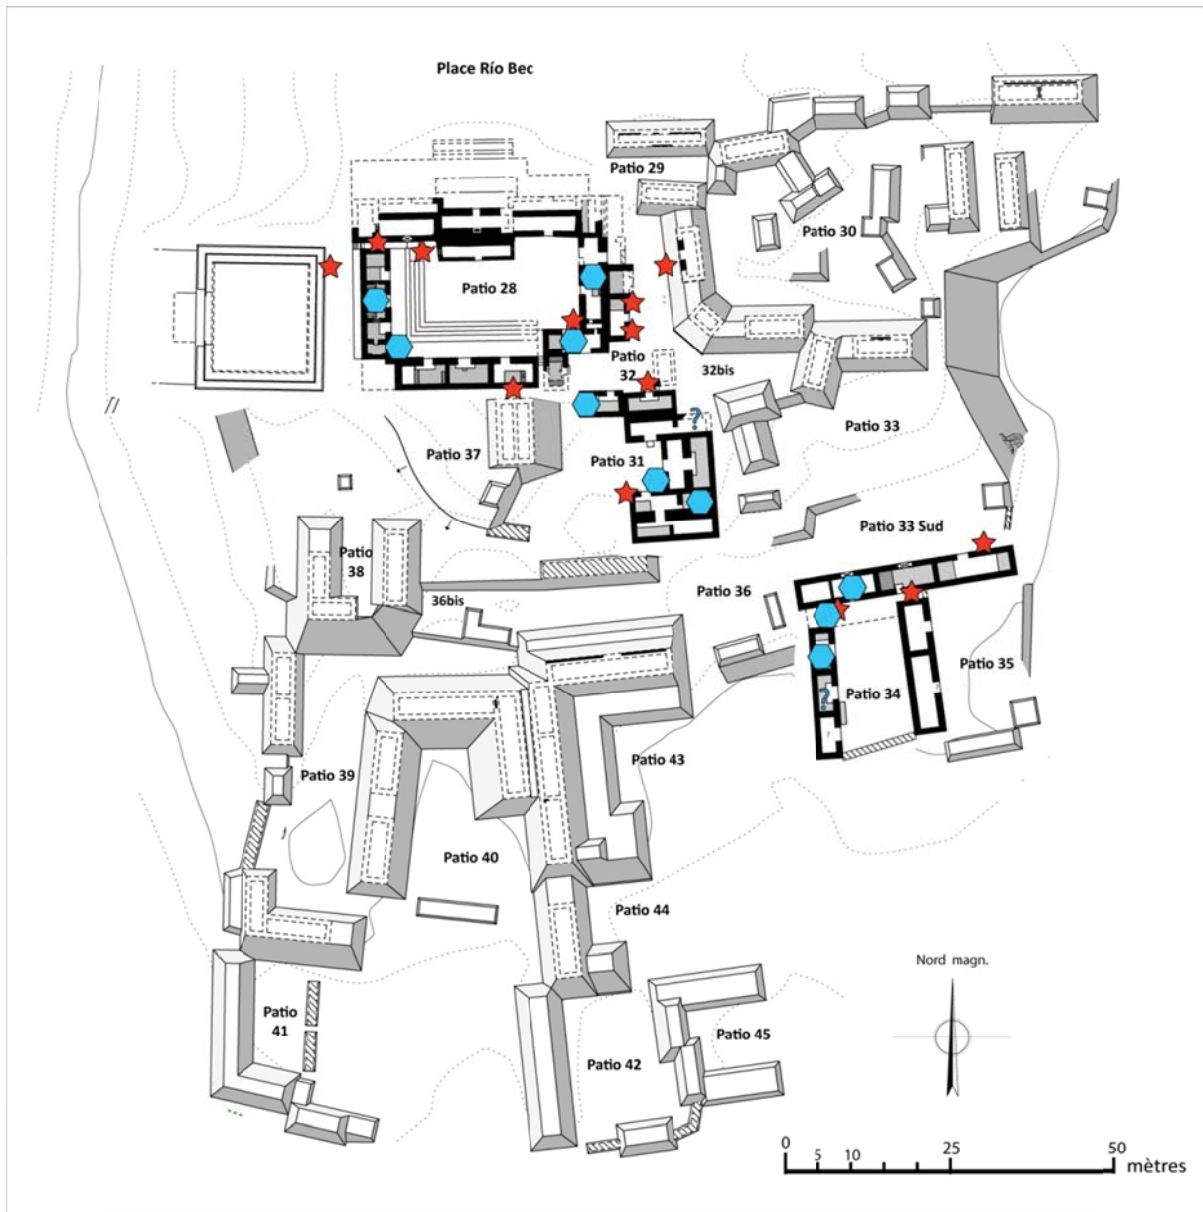 Place Río Bec
Patio 29
Patio 30
Patio 28
Patio
32
32bis
Patio 33
Patio 37
Patio 31
?
Patio 33 Sud
Patio
38
36bis
Patio 36
Patio 35
Patio 34
?
Patio 39
Patio 43
Patio 40
Patio 44
Nord magn.
Patio
41
Patio 42
Patio 45
0
5
10
25
50
mètres